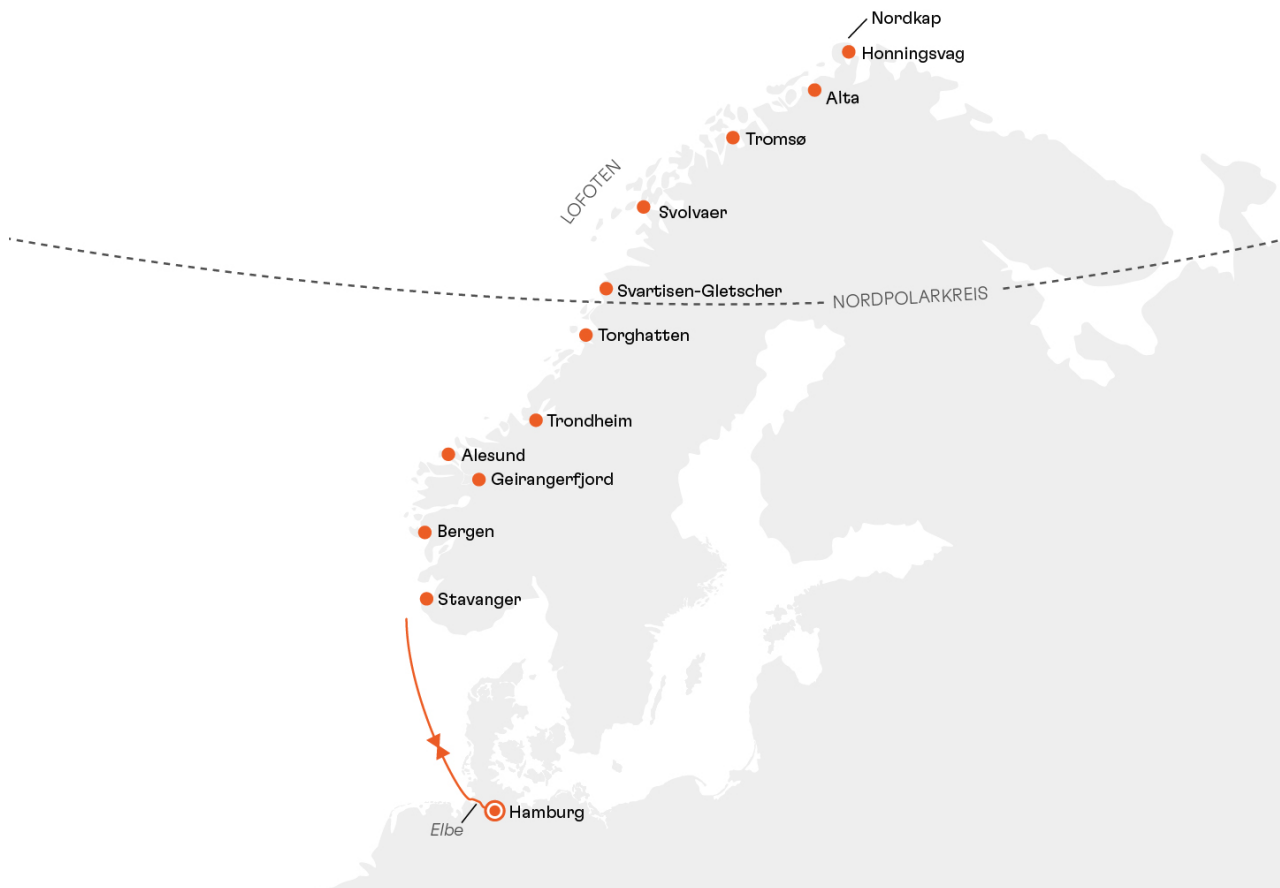 Nordkap
Honningsvag
Alta
Tromsø
LOFOTEN
Svolvaer
Svartisen-Gletscher
NORDPOLARKREIS
Torghatten
Trondheim
Alesund
Geirangerfjord
Bergen
Stavanger
Hamburg
Elbe